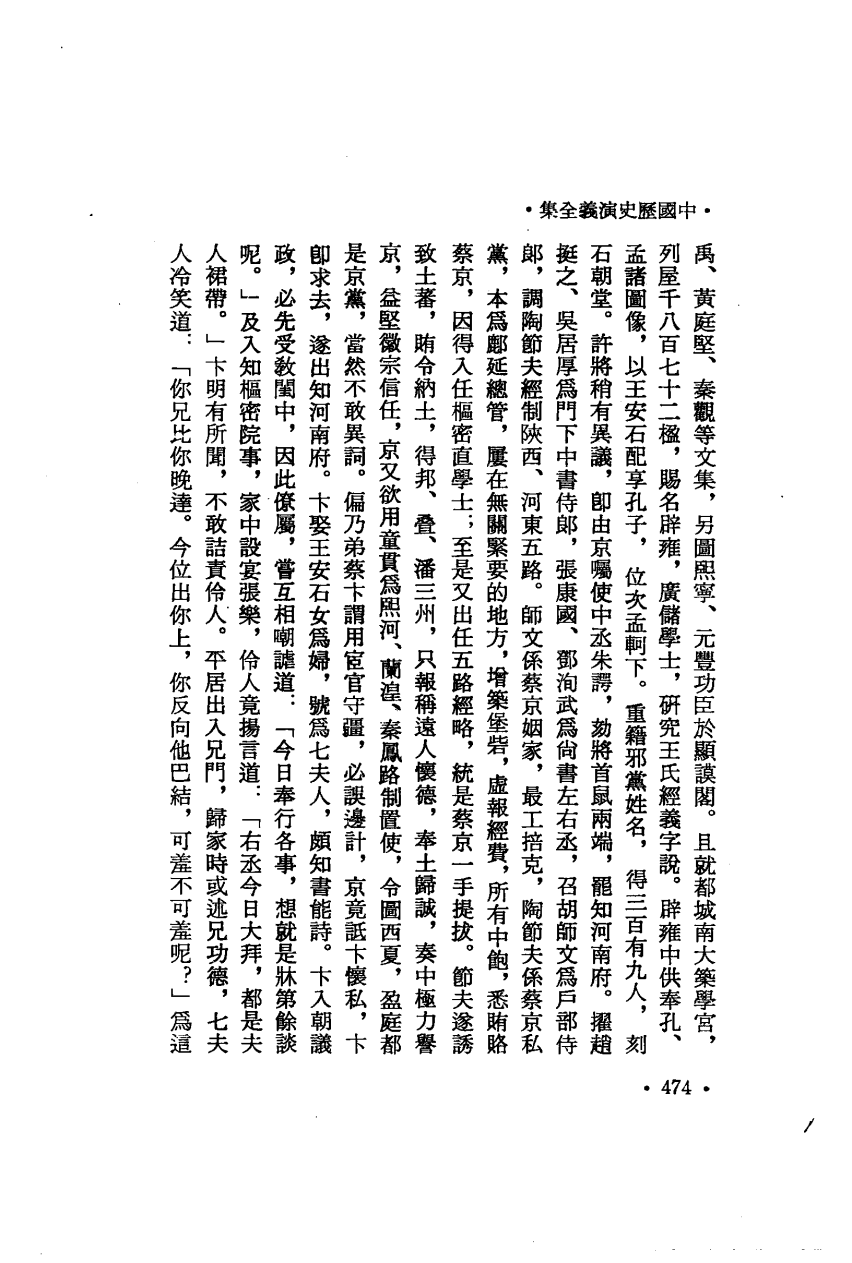 ·中國歷史演義全集·
禹、黃庭堅、秦觀等文集，另圖熙寧、元豐功臣於顯謨閣。且就都城南大築學宮，
列屋千八百七十二楹，賜名辟雍，廣儲學士，研究王氏經義字說。辟雍中供奉孔、
孟諸圖像，以王安石配享孔子，位次孟軻下。重籍邪黨姓名，得三百有九人，刻
石朝堂。許將稍有異議，卽由京囑使中丞朱諤，劾將首鼠兩端，罷知河南府。擢趙
挺之、吳居厚爲門下中書侍郎，張康國、鄧洵武爲尙書左右丞，召胡師文爲戶部侍
郎，調陶節夫經制陝西、河東五路。師文係蔡京姻家，最工掊克，陶節夫係蔡京私
黨，本爲鄜延總管，屢在無關緊要的地方，增築堡砦，虛報經費，所有中飽，悉賄賂
蔡京，因得入任樞密直學士；至是又出任五路經略，統是蔡京一手提拔。節夫遂誘
致土蕃，賄令納土，得邦、疊、潘三州，只報稱遠人懷德，奉土歸誠，奏中極力譽
京，益堅徽宗信任，京又欲用童貫爲熙河、蘭湟、秦鳳路制置使，令圖西夏，盈庭都
是京黨，當然不敢異詞。偏乃弟蔡卞謂用宦官守疆，必誤邊計，京竟詆卞懷私，卞
卽求去，遂出知河南府。卞娶王安石女爲婦，號爲七夫人，頗知書能詩。卞入朝議
政，必先受敎閨中，因此僚屬，嘗互相嘲謔道：「今日奉行各事，想就是牀第餘談
呢。」及入知樞密院事，家中設宴張樂，伶人竟揚言道：「右丞今日大拜，都是夫
人裙帶。」卞明有所聞，不敢詰責伶人。平居出入兄門，歸家時或述兄功德，七夫
人冷笑道：「你兄比你晚達。今位出你上，你反向他巴結，可羞不可羞呢？」爲這
·474·